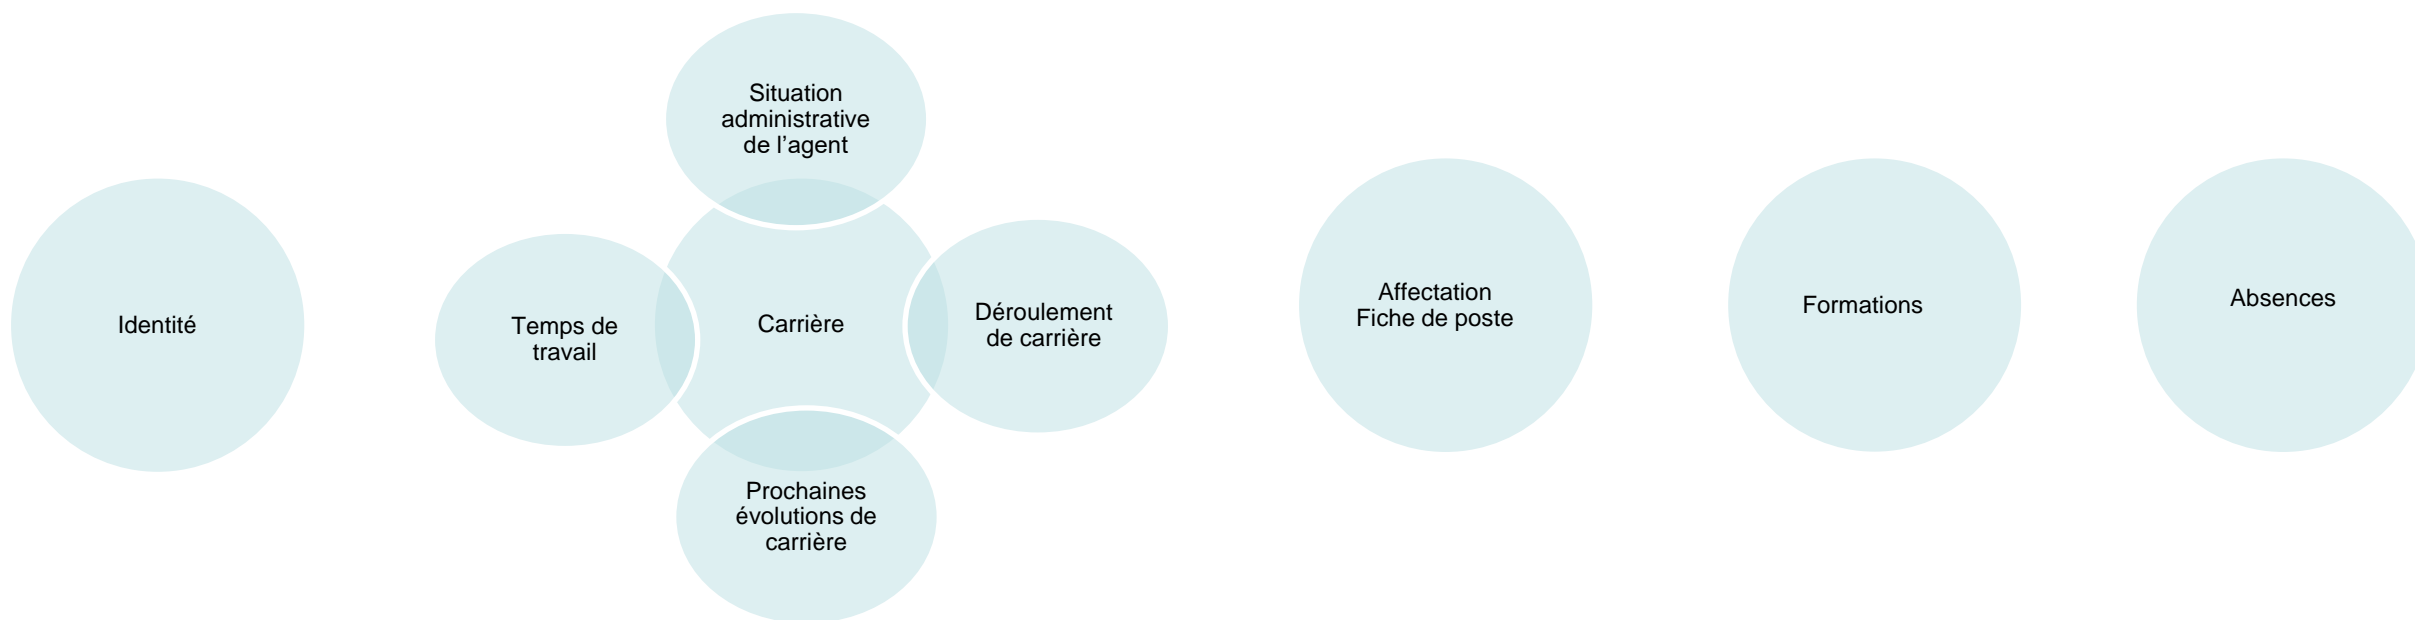 Identité
Situation
administrative
de l’agent
Temps de
travail
Carrière
Déroulement
de carrière
Prochaines
évolutions de
carrière
Affectation
Fiche de poste
Formations
Absences